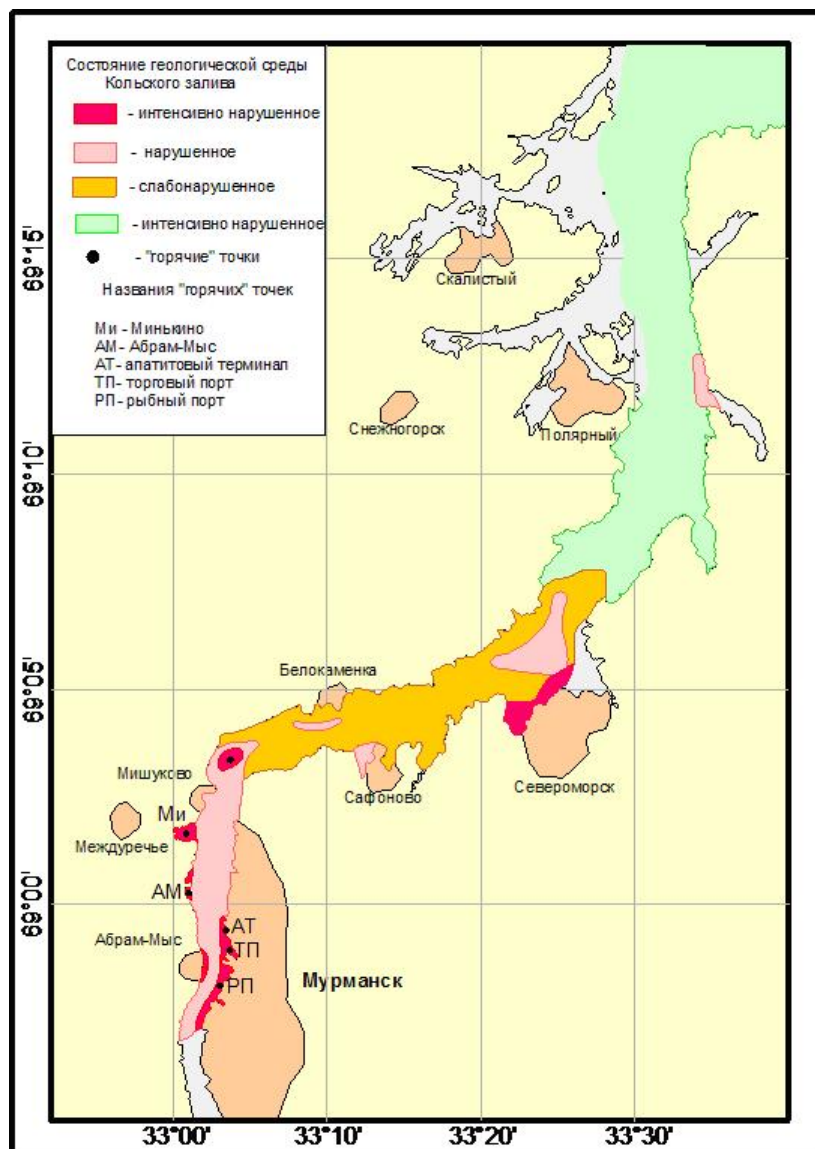 Состояние геологической среды
Кольского залива
- интенсивно нарушенное
- нарушенное
- слабонарушенное
- интенсивно нарушенное
- "горячие" точки
Названия "горячих" точек
Ми - Минькино
АМ- Абрам-Мыс
АТ- апатитовый терминал
ТП- торговый порт
РП- рыбный порт
69°15'
Скалистый
Снежногорск
Полярный
69°10'
Белокаменка
69°05'
Мишуково
Сафоново
Североморск
Ми
Междуречье
АМ
69°00'
АТ
Абрам-Мыс
ТП
РП
Мурманск
33°00'
33°10'
33°20'
33°30'